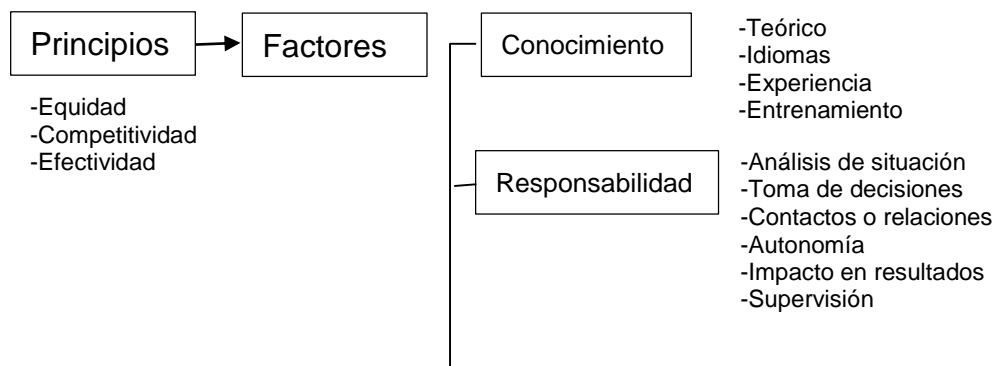 Principios
-Equidad
-Competitividad
-Efectividad
Factores
Conocimiento
-Teórico
-Idiomas
-Experiencia
-Entrenamiento
Responsabilidad
-Análisis de situación
-Toma de decisiones
-Contactos o relaciones
-Autonomía
-Impacto en resultados
-Supervisión